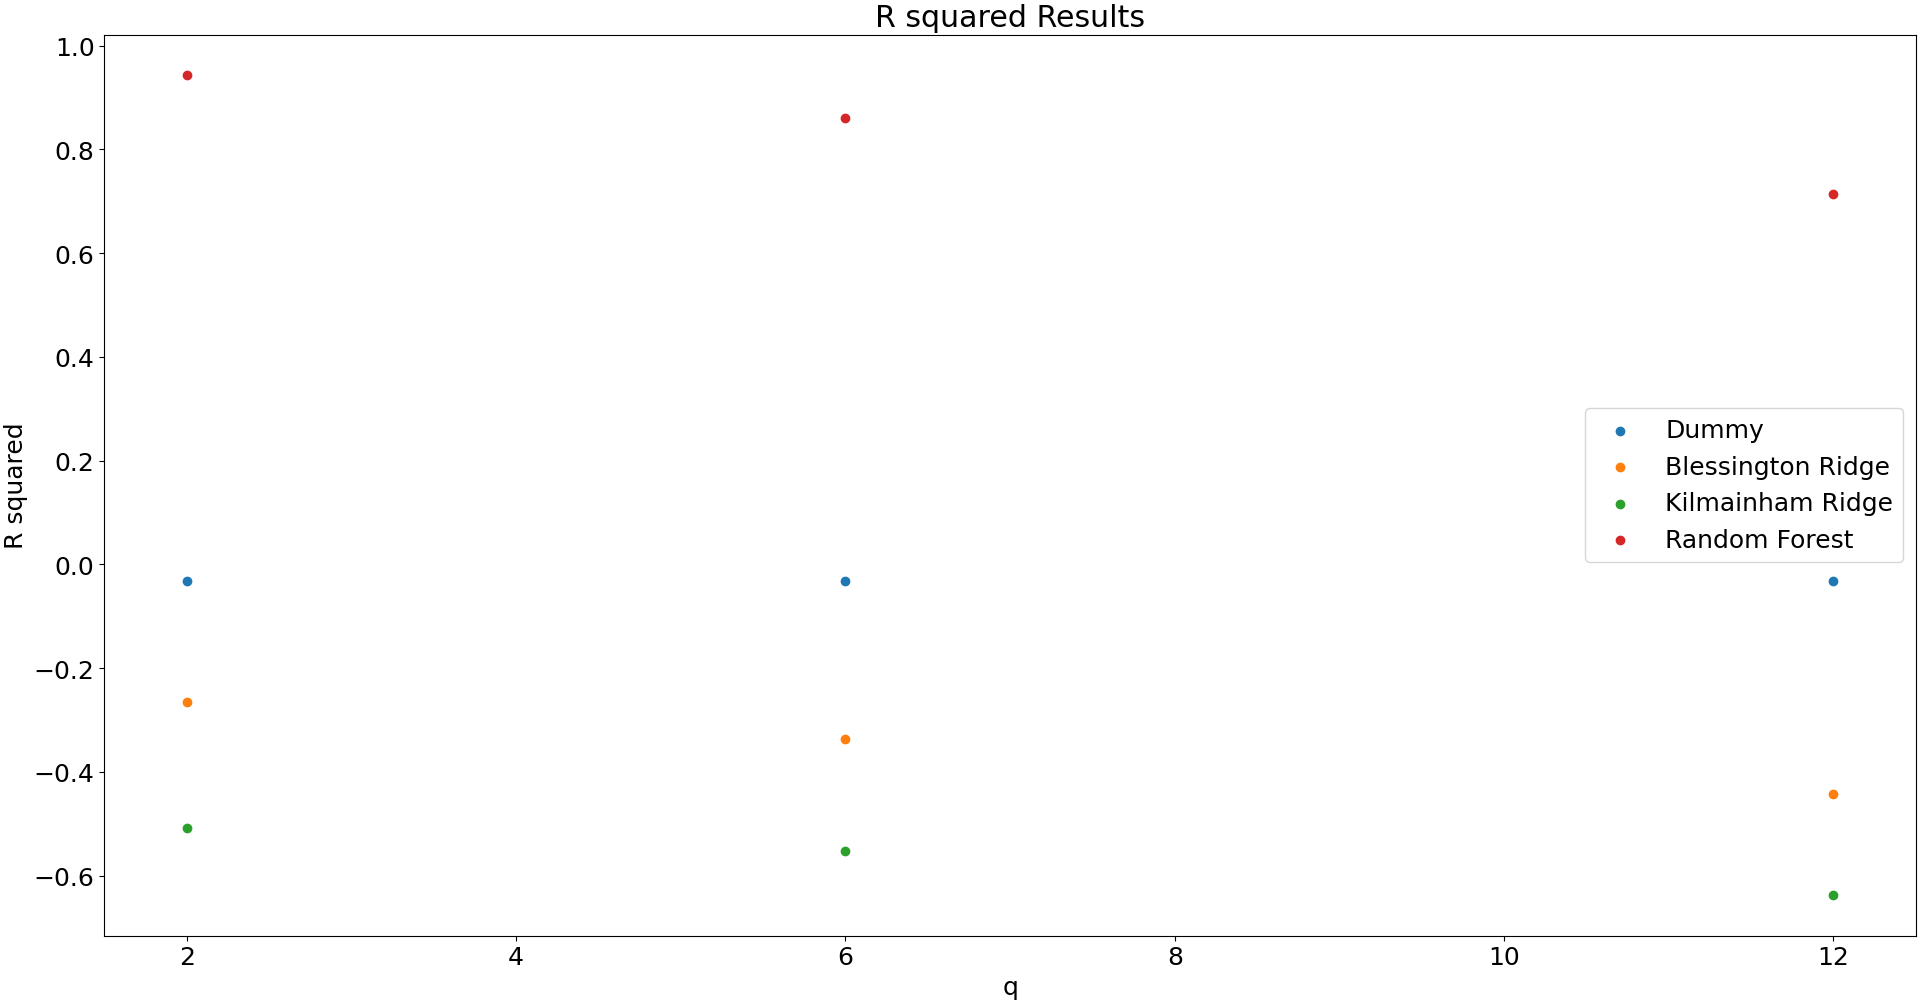 R squared Results
1.0
0.8
0.6
0.4
0.2
0.0
−0.2
−0.4
−0.6
R squared
Dummy
Blessington Ridge
Kilmainham Ridge
Random Forest
2 4 6 8 10 12
q